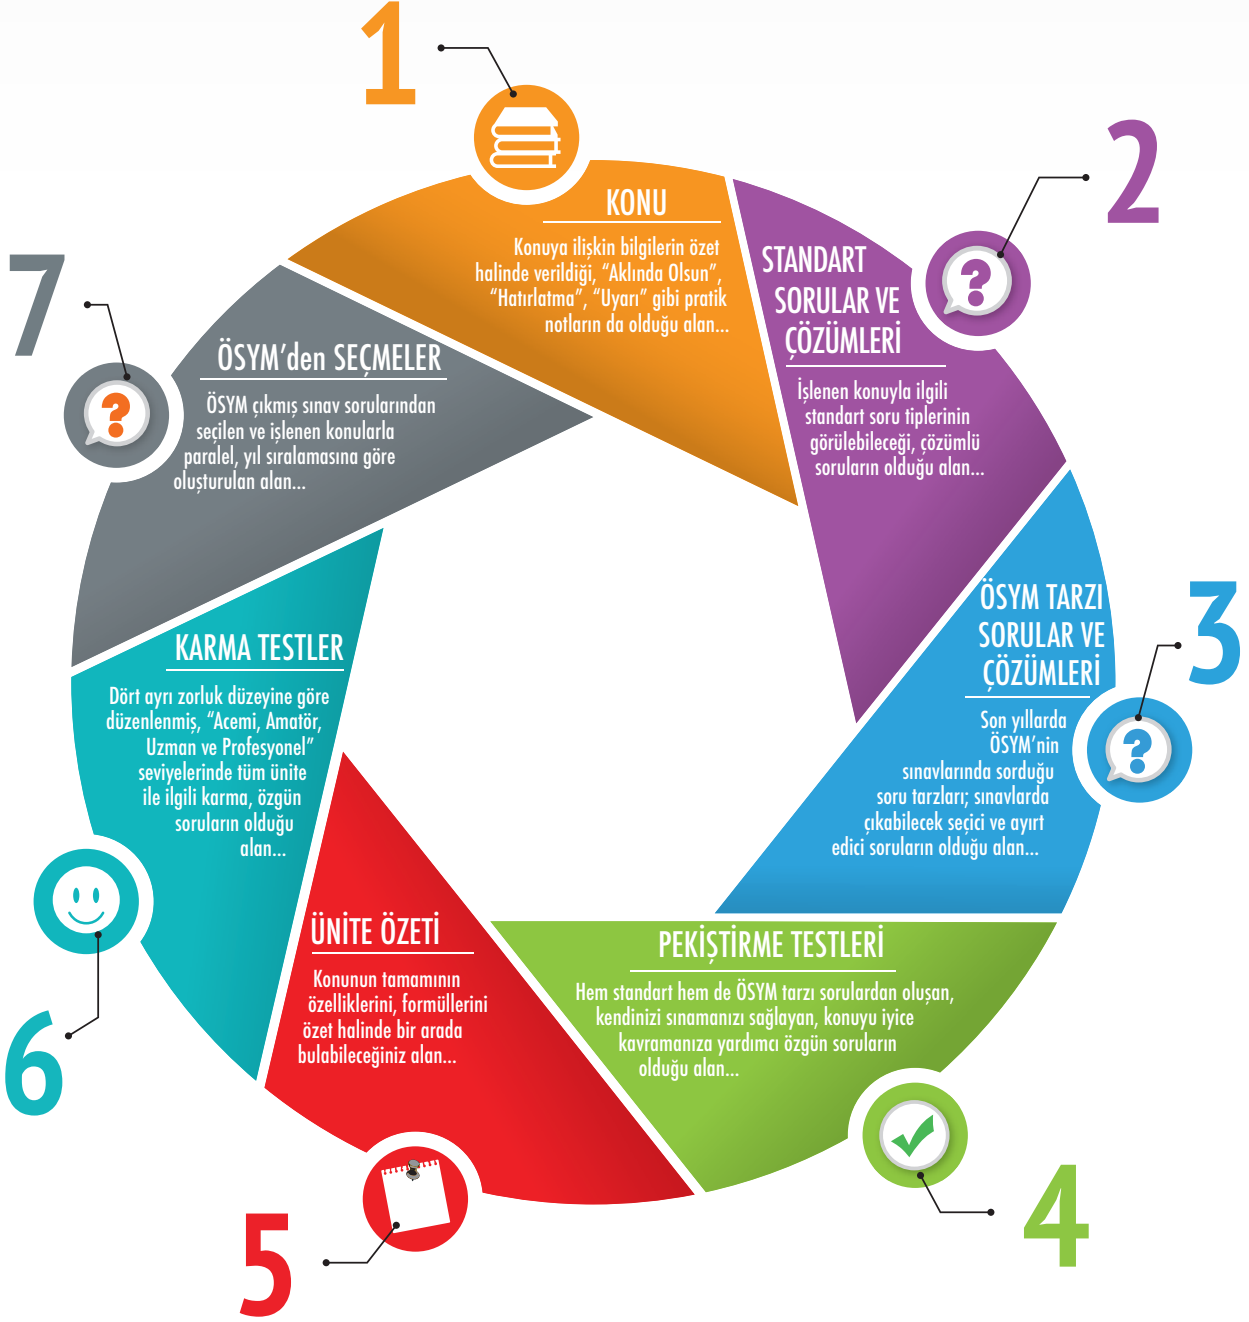 1
KONU
Konuya ilişkin bilgilerin özet
halinde verildiği, “Aklında Olsun”,
“Hatırlatma”, “Uyarı” gibi pratik
notların da olduğu alan...
2
STANDART
SORULAR VE
ÇÖZÜMLERİ
İşlenen konuyla ilgili
standart soru tiplerinin
görülebileceği, çözümlü
soruların olduğu alan...
3
ÖSYM TARZI
SORULAR VE
ÇÖZÜMLERİ
Son yıllarda
ÖSYM’nin
sınavlarında sorduğu
soru tarzları; sınavlarda
çıkabilecek seçici ve ayırt
edici soruların olduğu alan...
4
PEKİŞTİRME TESTLERİ
Hem standart hem de ÖSYM tarzı sorulardan oluşan,
kendinizi sınamanızı sağlayan, konuyu iyice
kavramanıza yardımcı özgün soruların
olduğu alan...
5
ÜNİTE ÖZETİ
Konunun tamamının
özelliklerini, formüllerini
özet halinde bir arada
bulabileceğiniz alan...
6
KARMA TESTLER
Dört ayrı zorluk düzeyine göre
düzenlenmiş, “Acemi, Amatör,
Uzman ve Profesyonel”
seviyelerinde tüm ünite
ile ilgili karma, özgün
soruların olduğu
alan...
7
ÖSYM’den SEÇMELER
ÖSYM çıkmış sınav sorularından
seçilen ve işlenen konularla
paralel, yıl sıralamasına göre
oluşturulan alan...
?
?
?